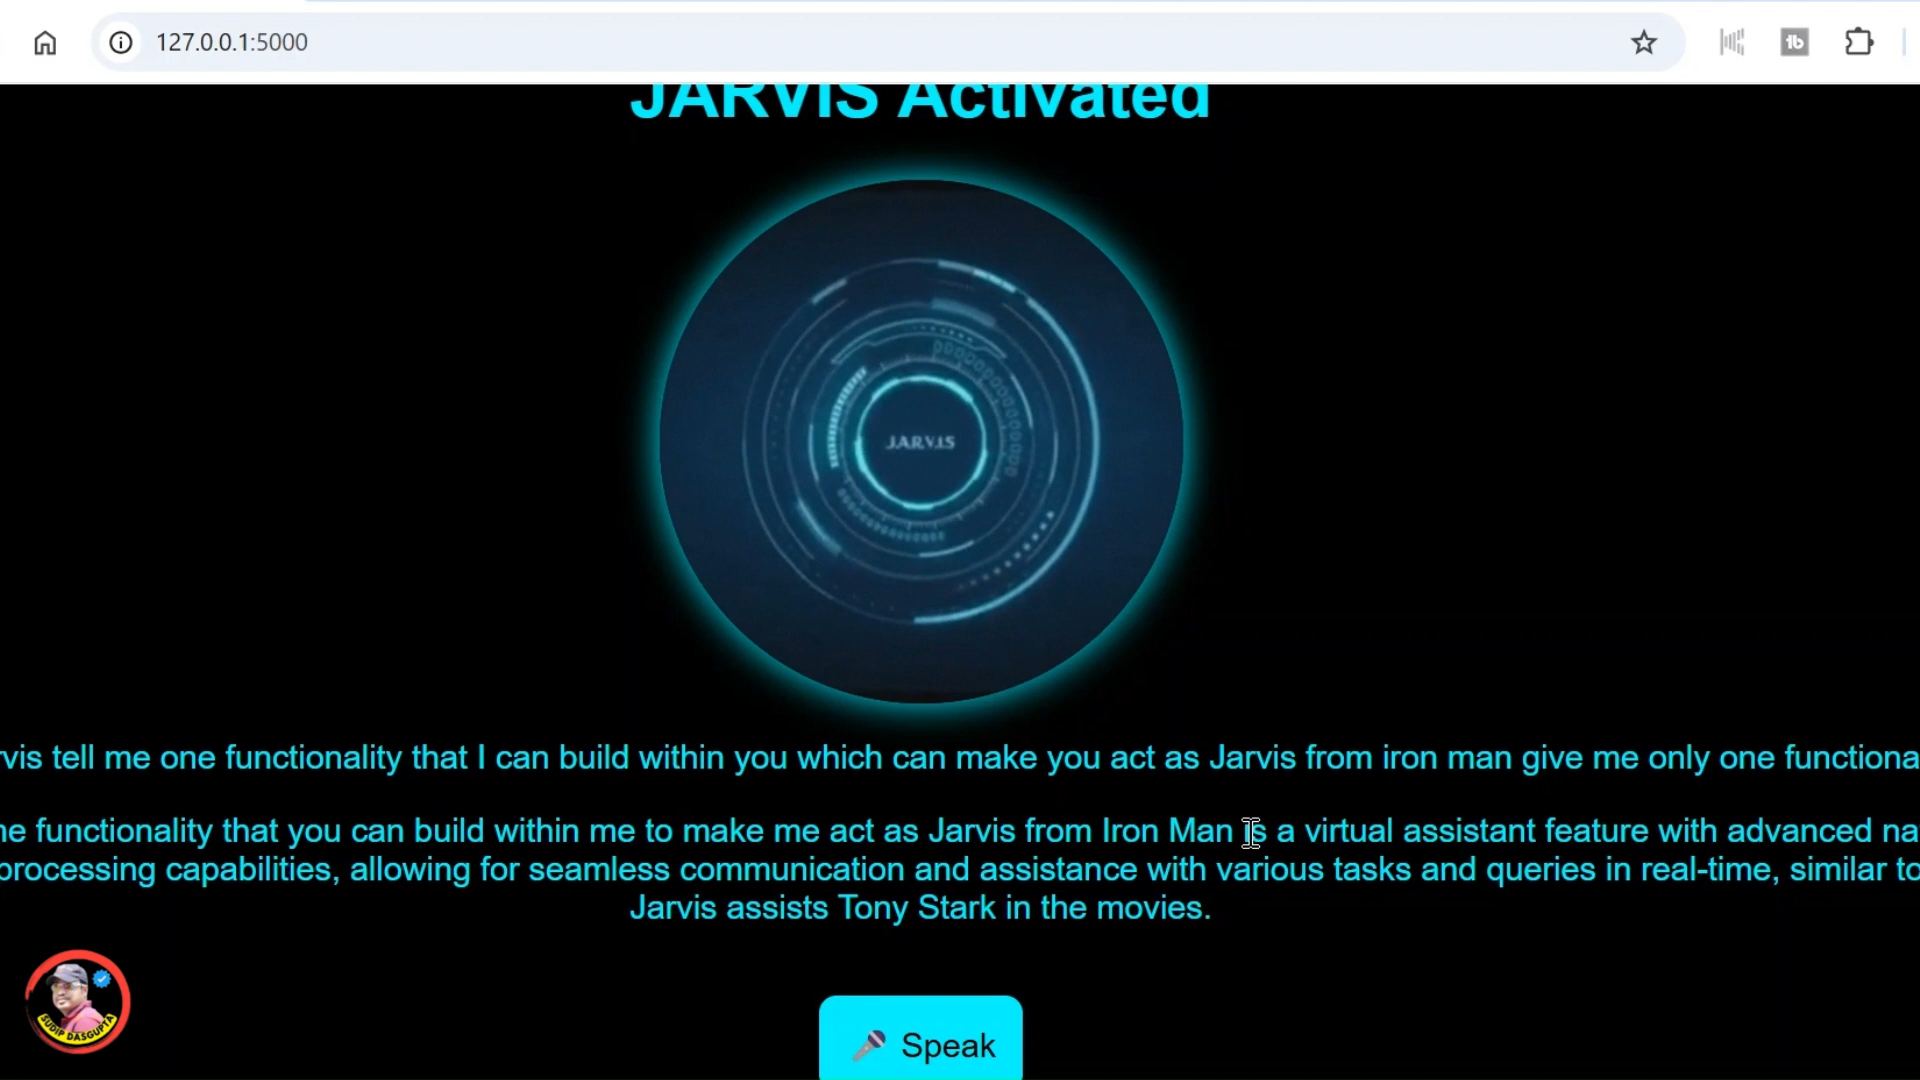 127.0.0.1:5000
JARVIS Activated
J.A.R.V.I.S
rvis tell me one functionality that I can build within you which can make you act as Jarvis from iron man give me only one functiona
ne functionality that you can build within me to make me act as Jarvis from Iron Man is a virtual assistant feature with advanced na
processing capabilities, allowing for seamless communication and assistance with various tasks and queries in real-time, similar to
Jarvis assists Tony Stark in the movies.
SUDIP DASGUPTA
Speak